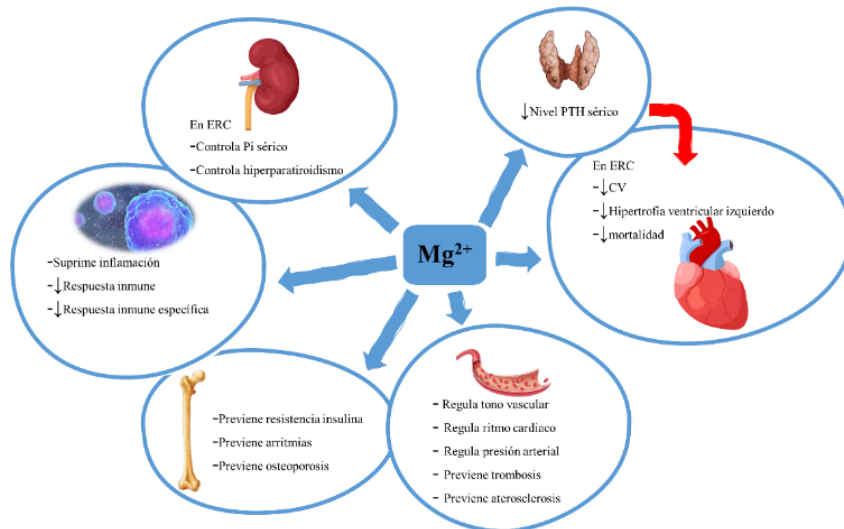 En ERC
-Controla Pi sérico
-Controla hiperparatiroidismo
↓Nivel PTH sérico
En ERC
-↓CV
-↓Hipertrofia ventricular izquierdo
-↓mortalidad
Mg²⁺
-Suprime inflamación
-↓Respuesta inmune
-↓Respuesta inmune específica
-Previene resistencia insulina
-Previene arritmias
-Previene osteoporosis
-Regula tono vascular
-Regula ritmo cardiaco
-Regula presión arterial
-Previene trombosis
-Previene aterosclerosis